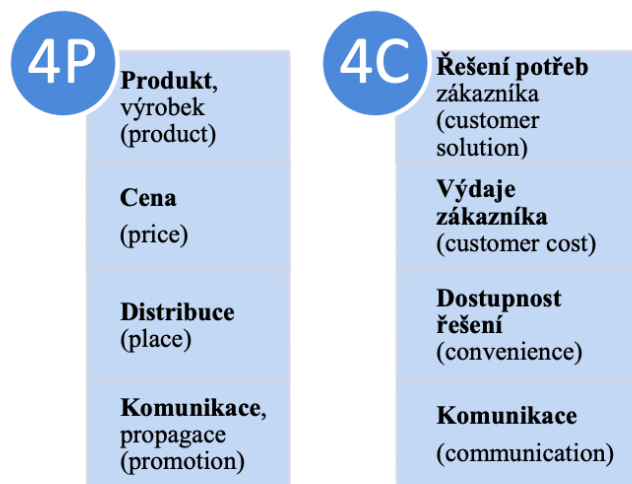 4P
Produkt,
výrobek
(product)
Cena
(price)
Distribuce
(place)
Komunikace,
propagace
(promotion)
4C
Řešení potřeb
zákazníka
(customer
solution)
Výdaje
zákazníka
(customer cost)
Dostupnost
řešení
(convenience)
Komunikace
(communication)